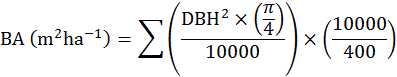 BA (m²ha⁻¹) = ∑ ( (DBH² × (π/4)) / 10000 ) × (10000/400)